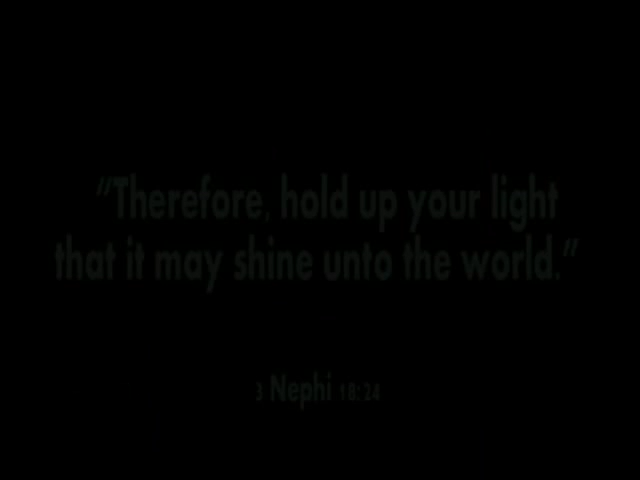 “Therefore, hold up your light
that it may shine unto the world.”
3 Nephi 18:24